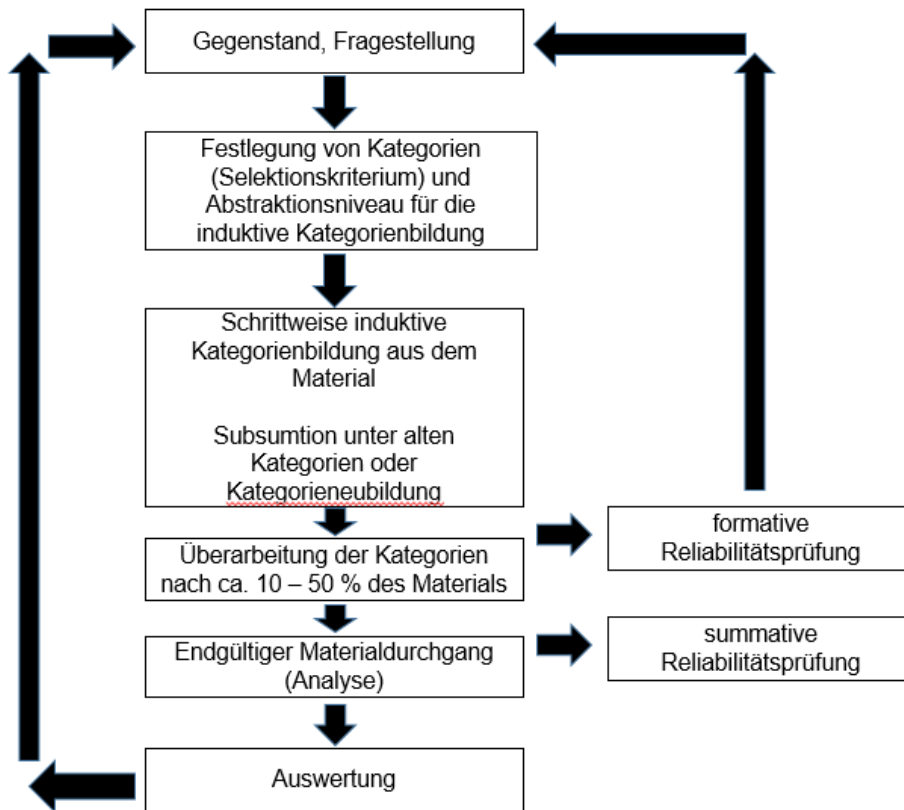 Gegenstand, Fragestellung
Festlegung von Kategorien
(Selektionskriterium) und
Abstraktionsniveau für die
induktive Kategorienbildung
Schrittweise induktive
Kategorienbildung aus dem
Material
Subsumtion unter alten
Kategorien oder
Kategorieneubildung
Überarbeitung der Kategorien
nach ca. 10 – 50 % des Materials
formative
Reliabilitätsprüfung
Endgültiger Materialdurchgang
(Analyse)
summative
Reliabilitätsprüfung
Auswertung